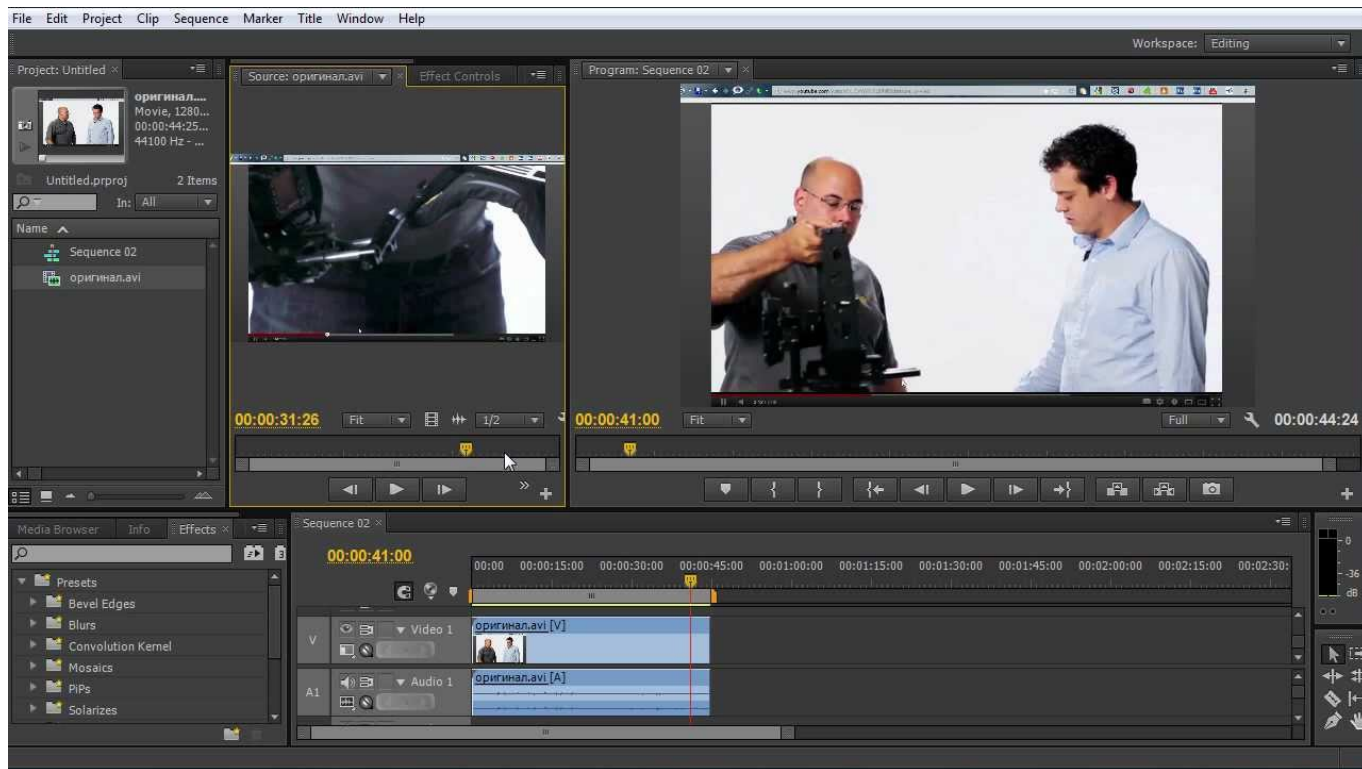 File Edit Project Clip Sequence Marker Title Window Help
Workspace: Editing
Project: Untitled
оригинал....
Movie, 1280...
00:00:44:25...
44100 Hz - ...
Untitled.prproj 2 Items
In: All
Name
Sequence 02
оригинал.avi
Source: оригинал.avi Effect Controls
00:00:31:26 Fit 1/2
Program: Sequence 02
00:00:41:00 Fit Full 00:00:44:24
Media Browser Info Effects
Presets
Bevel Edges
Blurs
Convolution Kernel
Mosaics
PiPs
Solarizes
Sequence 02
00:00:41:00
00:00 00:00:15:00 00:00:30:00 00:00:45:00 00:01:00:00 00:01:15:00 00:01:30:00 00:01:45:00 00:02:00:00 00:02:15:00 00:02:30:
V Video 1
оригинал.avi [V]
A1 Audio 1
оригинал.avi [A]
0
-36
dB